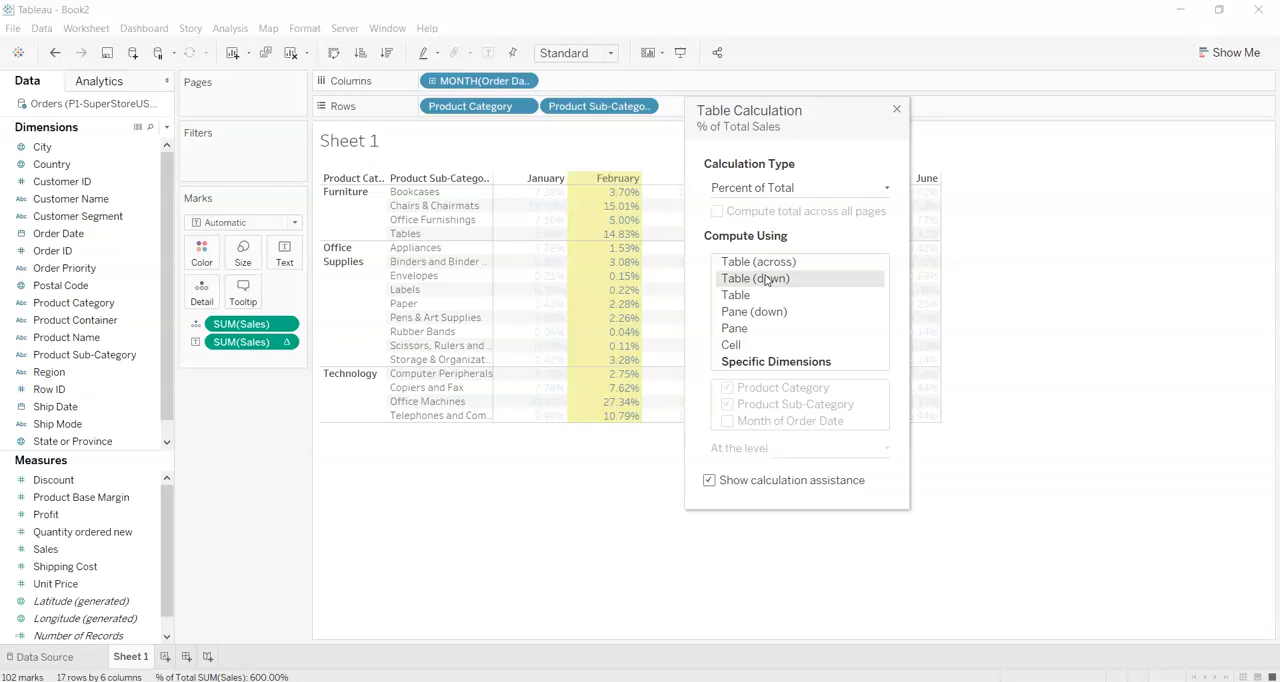 Tableau - Book2
File Data Worksheet Dashboard Story Analysis Map Format Server Window Help
Standard
Show Me
Data Analytics
Orders (P1-SuperStoreUS...
Dimensions
City
Country
Abc Customer ID
Abc Customer Name
Abc Customer Segment
Order Date
Order ID
Abc Order Priority
Postal Code
Abc Product Category
Abc Product Container
Abc Product Name
Abc Product Sub-Category
Abc Region
Row ID
Ship Date
Abc Ship Mode
State or Province
Measures
Discount
Product Base Margin
Profit
Quantity ordered new
Sales
Shipping Cost
Unit Price
Latitude (generated)
Longitude (generated)
Number of Records
Pages
Filters
Marks
Automatic
Color Size Text
Detail Tooltip
SUM(Sales)
SUM(Sales) Δ
Columns MONTH(Order Da..
Rows Product Category Product Sub-Catego..
Sheet 1
Product Cat.. Product Sub-Catego.. January February June
Furniture Bookcases 3.70%
Chairs & Chairmats 15.01%
Office Furnishings 5.00%
Tables 14.83%
Office Supplies Appliances 1.53%
Binders and Binder .. 3.08%
Envelopes 0.15%
Labels 0.22%
Paper 2.28%
Pens & Art Supplies 2.26%
Rubber Bands 0.04%
Scissors, Rulers and .. 0.11%
Storage & Organizat.. 3.28%
Technology Computer Peripherals 2.75%
Copiers and Fax 7.62%
Office Machines 27.34%
Telephones and Com.. 10.79%
Table Calculation
% of Total Sales
Calculation Type
Percent of Total
Compute total across all pages
Compute Using
Table (across)
Table (down)
Table
Pane (down)
Pane
Cell
Specific Dimensions
Product Category
Product Sub-Category
Month of Order Date
At the level
Show calculation assistance
Data Source Sheet 1
102 marks 17 rows by 6 columns % of Total SUM(Sales): 600.00%